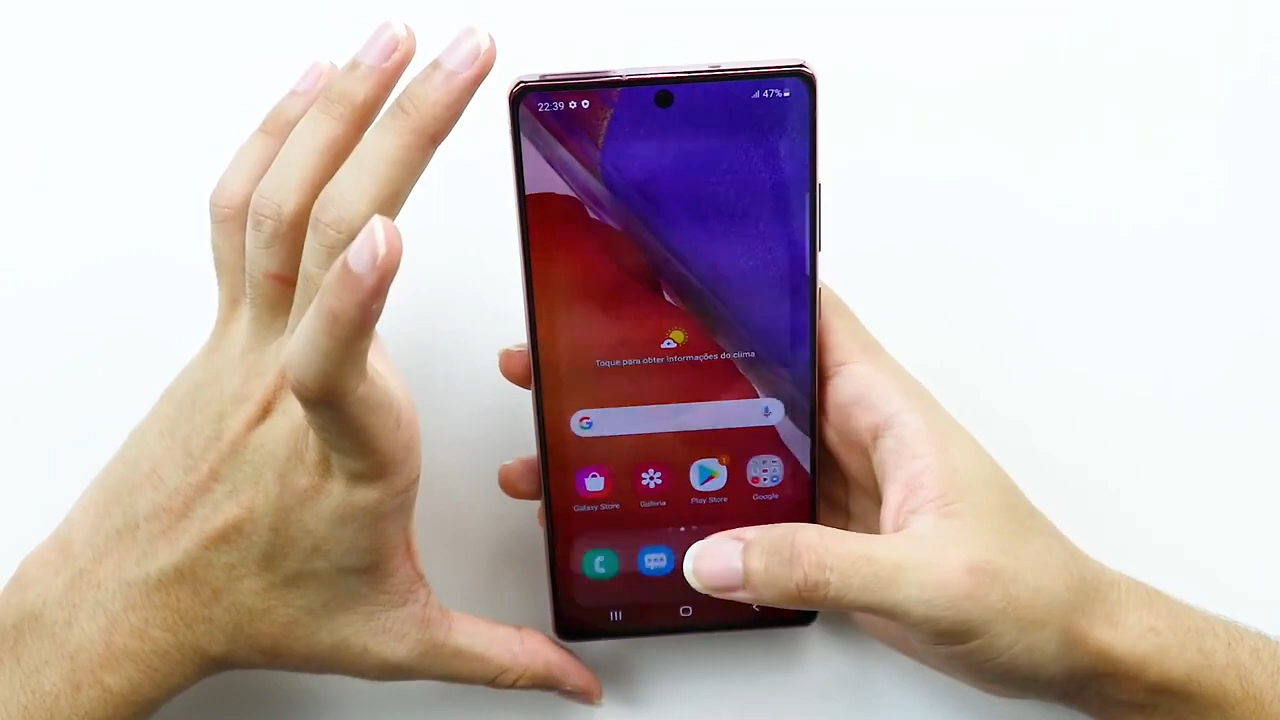 22:39
47%
Toque para obter informações do clima
G
Galaxy Store
Galeria
Play Store
Google